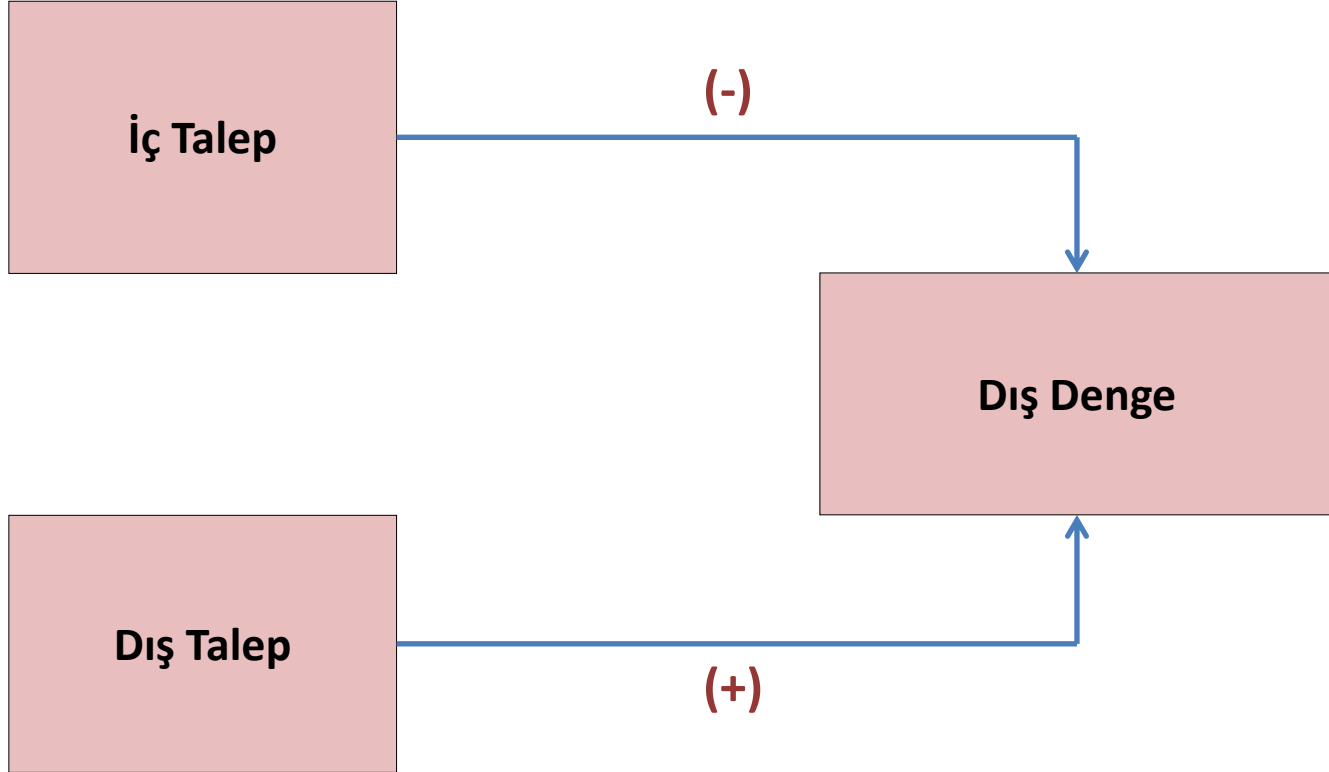 İç Talep
(-)
Dış Denge
Dış Talep
(+)